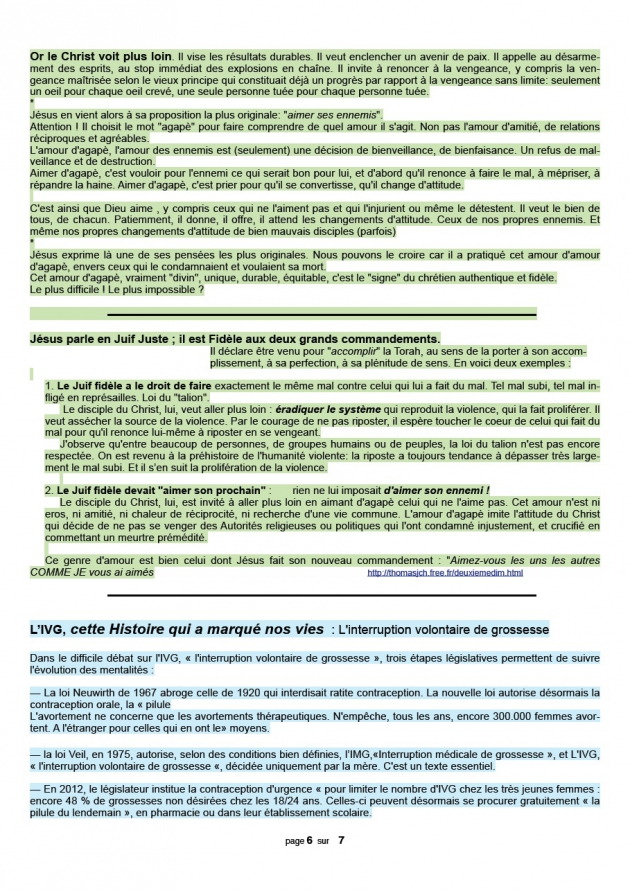 Or le Christ voit plus loin. Il vise les résultats durables. Il veut enclencher un avenir de paix. Il appelle au désarme-
ment des esprits, au stop immédiat des explosions en chaîne. Il invite à renoncer à la vengeance, y compris la ven-
geance maîtrisée selon le vieux principe qui constituait déjà un progrès par rapport à la vengeance sans limite: seulement
un oeil pour chaque oeil crevé, une seule personne tuée pour chaque personne tuée.
*
Jésus en vient alors à sa proposition la plus originale: "aimer ses ennemis".
Attention ! Il choisit le mot "agapè" pour faire comprendre de quel amour il s'agit. Non pas l'amour d'amitié, de relations
réciproques et agréables.
L'amour d'agapè, l'amour des ennemis est (seulement) une décision de bienveillance, de bienfaisance. Un refus de mal-
veillance et de destruction.
Aimer d'agapè, c'est vouloir pour l'ennemi ce qui serait bon pour lui, et d'abord qu'il renonce à faire le mal, à mépriser, à
répandre la haine. Aimer d'agapè, c'est prier pour qu'il se convertisse, qu'il change d'attitude.
C'est ainsi que Dieu aime , y compris ceux qui ne l'aiment pas et qui l'injurient ou même le détestent. Il veut le bien de
tous, de chacun. Patiemment, il donne, il offre, il attend les changements d'attitude. Ceux de nos propres ennemis. Et
même nos propres changements d'attitude de bien mauvais disciples (parfois)
*
Jésus exprime là une de ses pensées les plus originales. Nous pouvons le croire car il a pratiqué cet amour d'amour
d'agapè, envers ceux qui le condamnaient et voulaient sa mort.
Cet amour d'agapè, vraiment "divin", unique, durable, équitable, c'est le "signe" du chrétien authentique et fidèle.
Le plus difficile ! Le plus impossible ?
Jésus parle en Juif Juste ; il est Fidèle aux deux grands commandements.
Il déclare être venu pour "accomplir" la Torah, au sens de la porter à son accom-
plissement, à sa perfection, à sa plénitude de sens. En voici deux exemples :
1. Le Juif fidèle a le droit de faire exactement le même mal contre celui qui lui a fait du mal. Tel mal subi, tel mal in-
fligé en représailles. Loi du "talion".
Le disciple du Christ, lui, veut aller plus loin : éradiquer le système qui reproduit la violence, qui la fait proliférer. Il
veut assécher la source de la violence. Par le courage de ne pas riposter, il espère toucher le coeur de celui qui fait du
mal pour qu'il renonce lui-même à riposter en se vengeant.
J'observe qu'entre beaucoup de personnes, de groupes humains ou de peuples, la loi du talion n'est pas encore
respectée. On est revenu à la préhistoire de l'humanité violente: la riposte a toujours tendance à dépasser très large-
ment le mal subi. Et il s'en suit la prolifération de la violence.
2. Le Juif fidèle devait "aimer son prochain" : rien ne lui imposait d'aimer son ennemi !
Le disciple du Christ, lui, est invité à aller plus loin en aimant d'agapè celui qui ne l'aime pas. Cet amour n'est ni
eros, ni amitié, ni chaleur de réciprocité, ni recherche d'une vie commune. L'amour d'agapè imite l'attitude du Christ
qui décide de ne pas se venger des Autorités religieuses ou politiques qui l'ont condamné injustement, et crucifié en
commettant un meurtre prémédité.
Ce genre d'amour est bien celui dont Jésus fait son nouveau commandement : "Aimez-vous les uns les autres
COMME JE vous ai aimés http://thomasjch.free.fr/deuxiemedim.html
L'IVG, cette Histoire qui a marqué nos vies : L'interruption volontaire de grossesse
Dans le difficile débat sur l'IVG, « l'interruption volontaire de grossesse », trois étapes législatives permettent de suivre
l'évolution des mentalités :
— La loi Neuwirth de 1967 abroge celle de 1920 qui interdisait ratite contraception. La nouvelle loi autorise désormais la
contraception orale, la « pilule
L'avortement ne concerne que les avortements thérapeutiques. N'empêche, tous les ans, encore 300.000 femmes avor-
tent. A l'étranger pour celles qui en ont le» moyens.
— la loi Veil, en 1975, autorise, selon des conditions bien définies, l'IMG,«Interruption médicale de grossesse », et L'IVG,
« l'interruption volontaire de grossesse «, décidée uniquement par la mère. C'est un texte essentiel.
— En 2012, le législateur institue la contraception d'urgence « pour limiter le nombre d'IVG chez les très jeunes femmes :
encore 48 % de grossesses non désirées chez les 18/24 ans. Celles-ci peuvent désormais se procurer gratuitement « la
pilule du lendemain », en pharmacie ou dans leur établissement scolaire.
page 6 sur 7